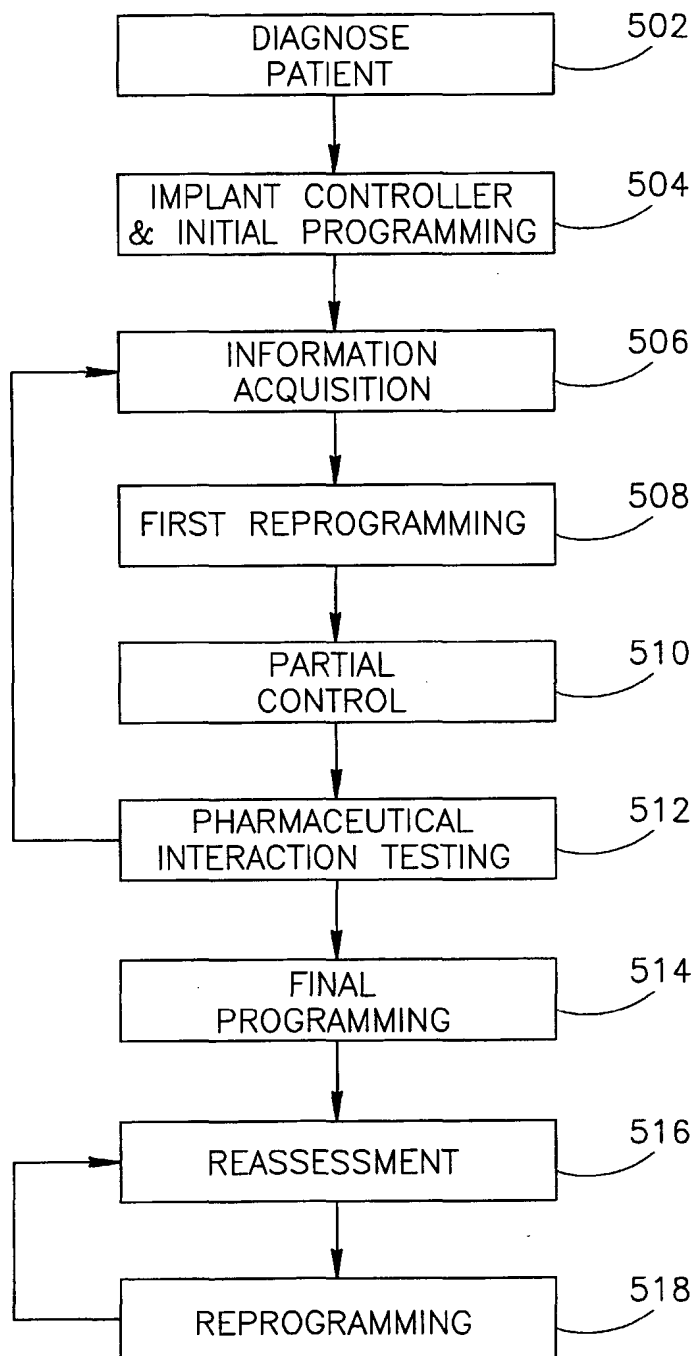 DIAGNOSE
PATIENT
502
IMPLANT CONTROLLER
& INITIAL PROGRAMMING
504
INFORMATION
ACQUISITION
506
FIRST REPROGRAMMING
508
PARTIAL
CONTROL
510
PHARMACEUTICAL
INTERACTION TESTING
512
FINAL
PROGRAMMING
514
REASSESSMENT
516
REPROGRAMMING
518